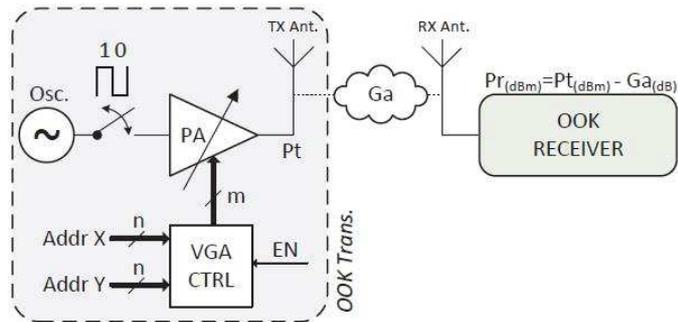 TX Ant.
RX Ant.
1 0
Osc.
~
PA
Pt
Ga
Pr(dBm)=Pt(dBm) - Ga(dB)
OOK
RECEIVER
m
Addr X
n
Addr Y
n
VGA
CTRL
EN
OOK Trans.